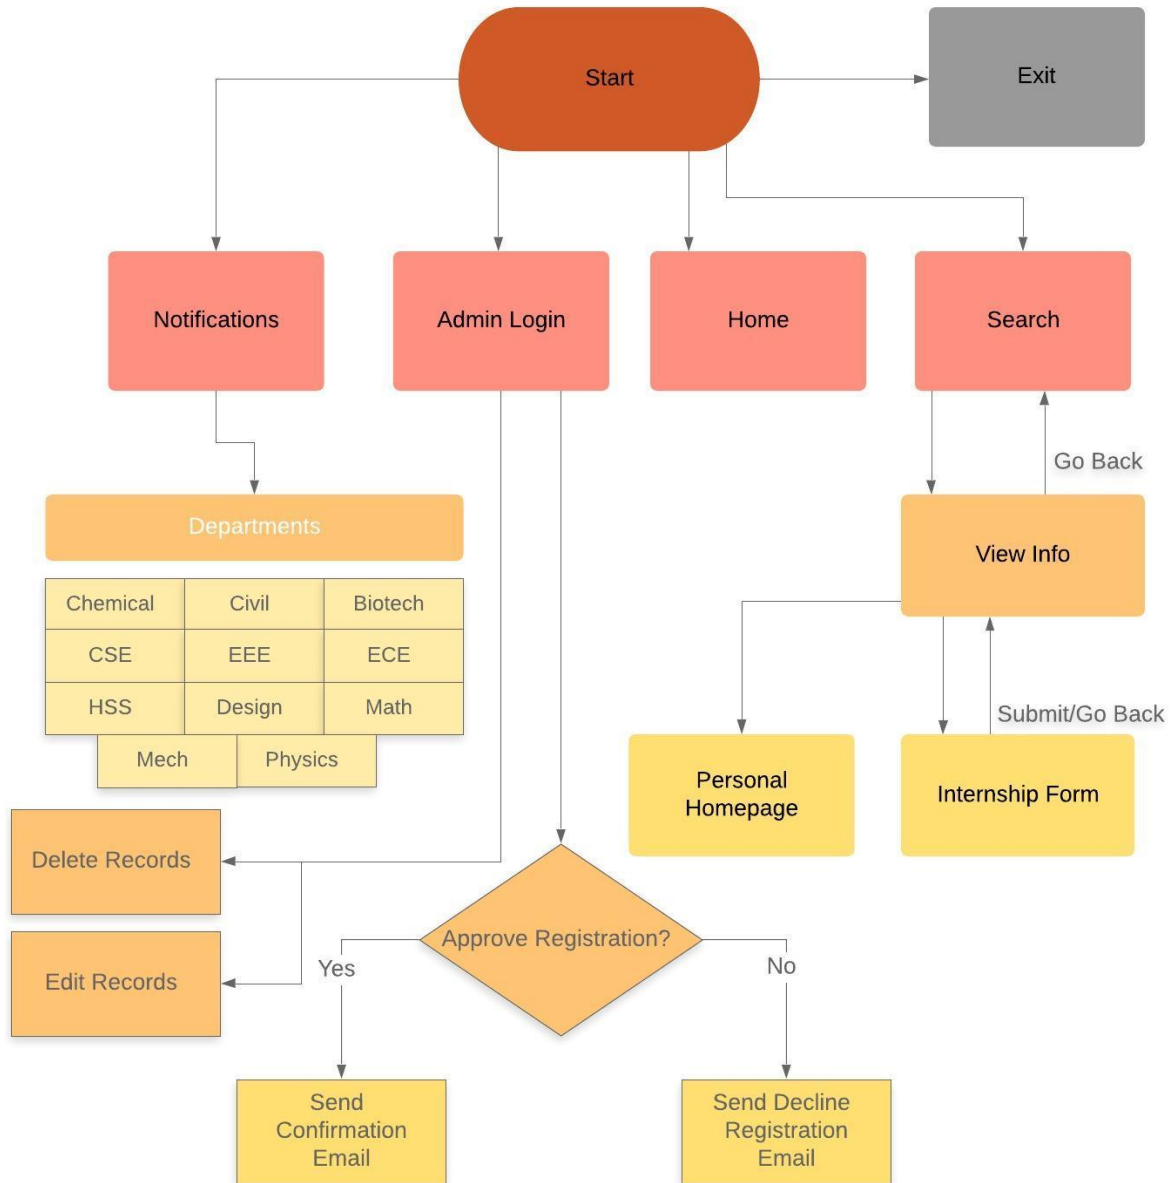 Start
Exit
Notifications
Admin Login
Home
Search
Go Back
Departments
View Info
Chemical
Civil
Biotech
CSE
EEE
ECE
HSS
Design
Math
Mech
Physics
Submit/Go Back
Personal
Homepage
Internship Form
Delete Records
Edit Records
Approve Registration?
Yes
No
Send
Confirmation
Email
Send Decline
Registration
Email